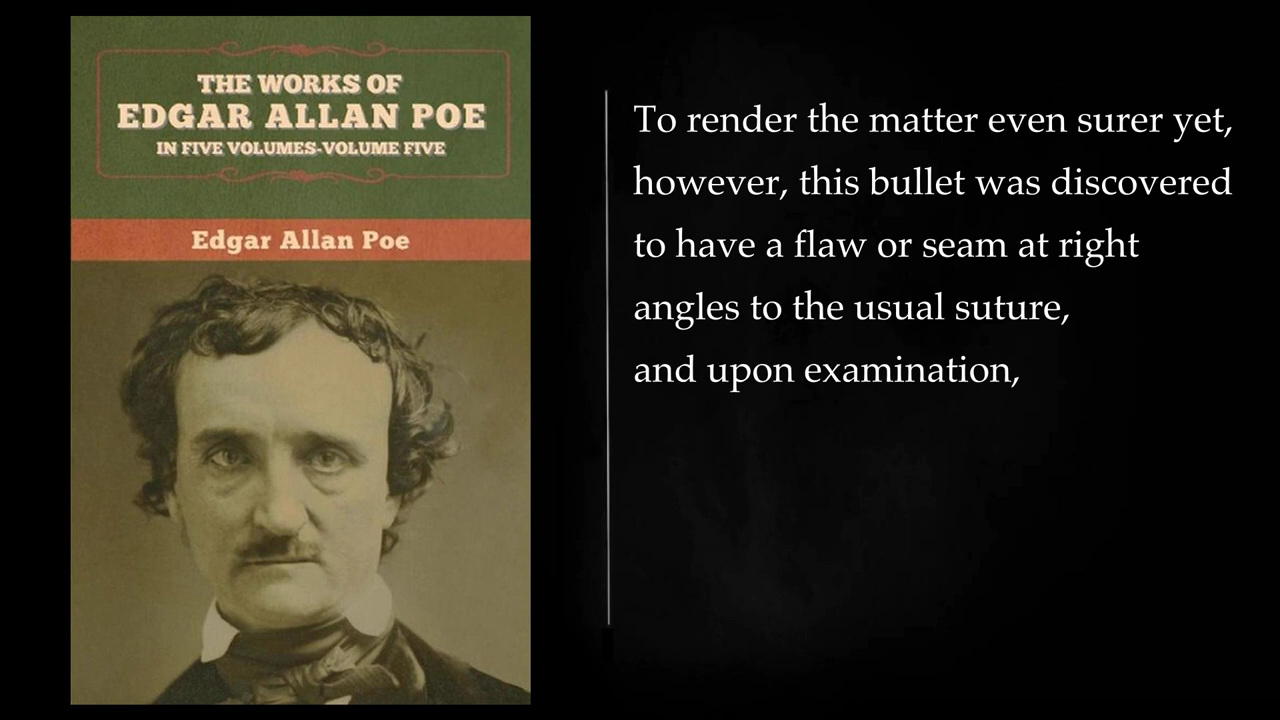 THE WORKS OF
EDGAR ALLAN POE
IN FIVE VOLUMES-VOLUME FIVE
Edgar Allan Poe
To render the matter even surer yet,
however, this bullet was discovered
to have a flaw or seam at right
angles to the usual suture,
and upon examination,